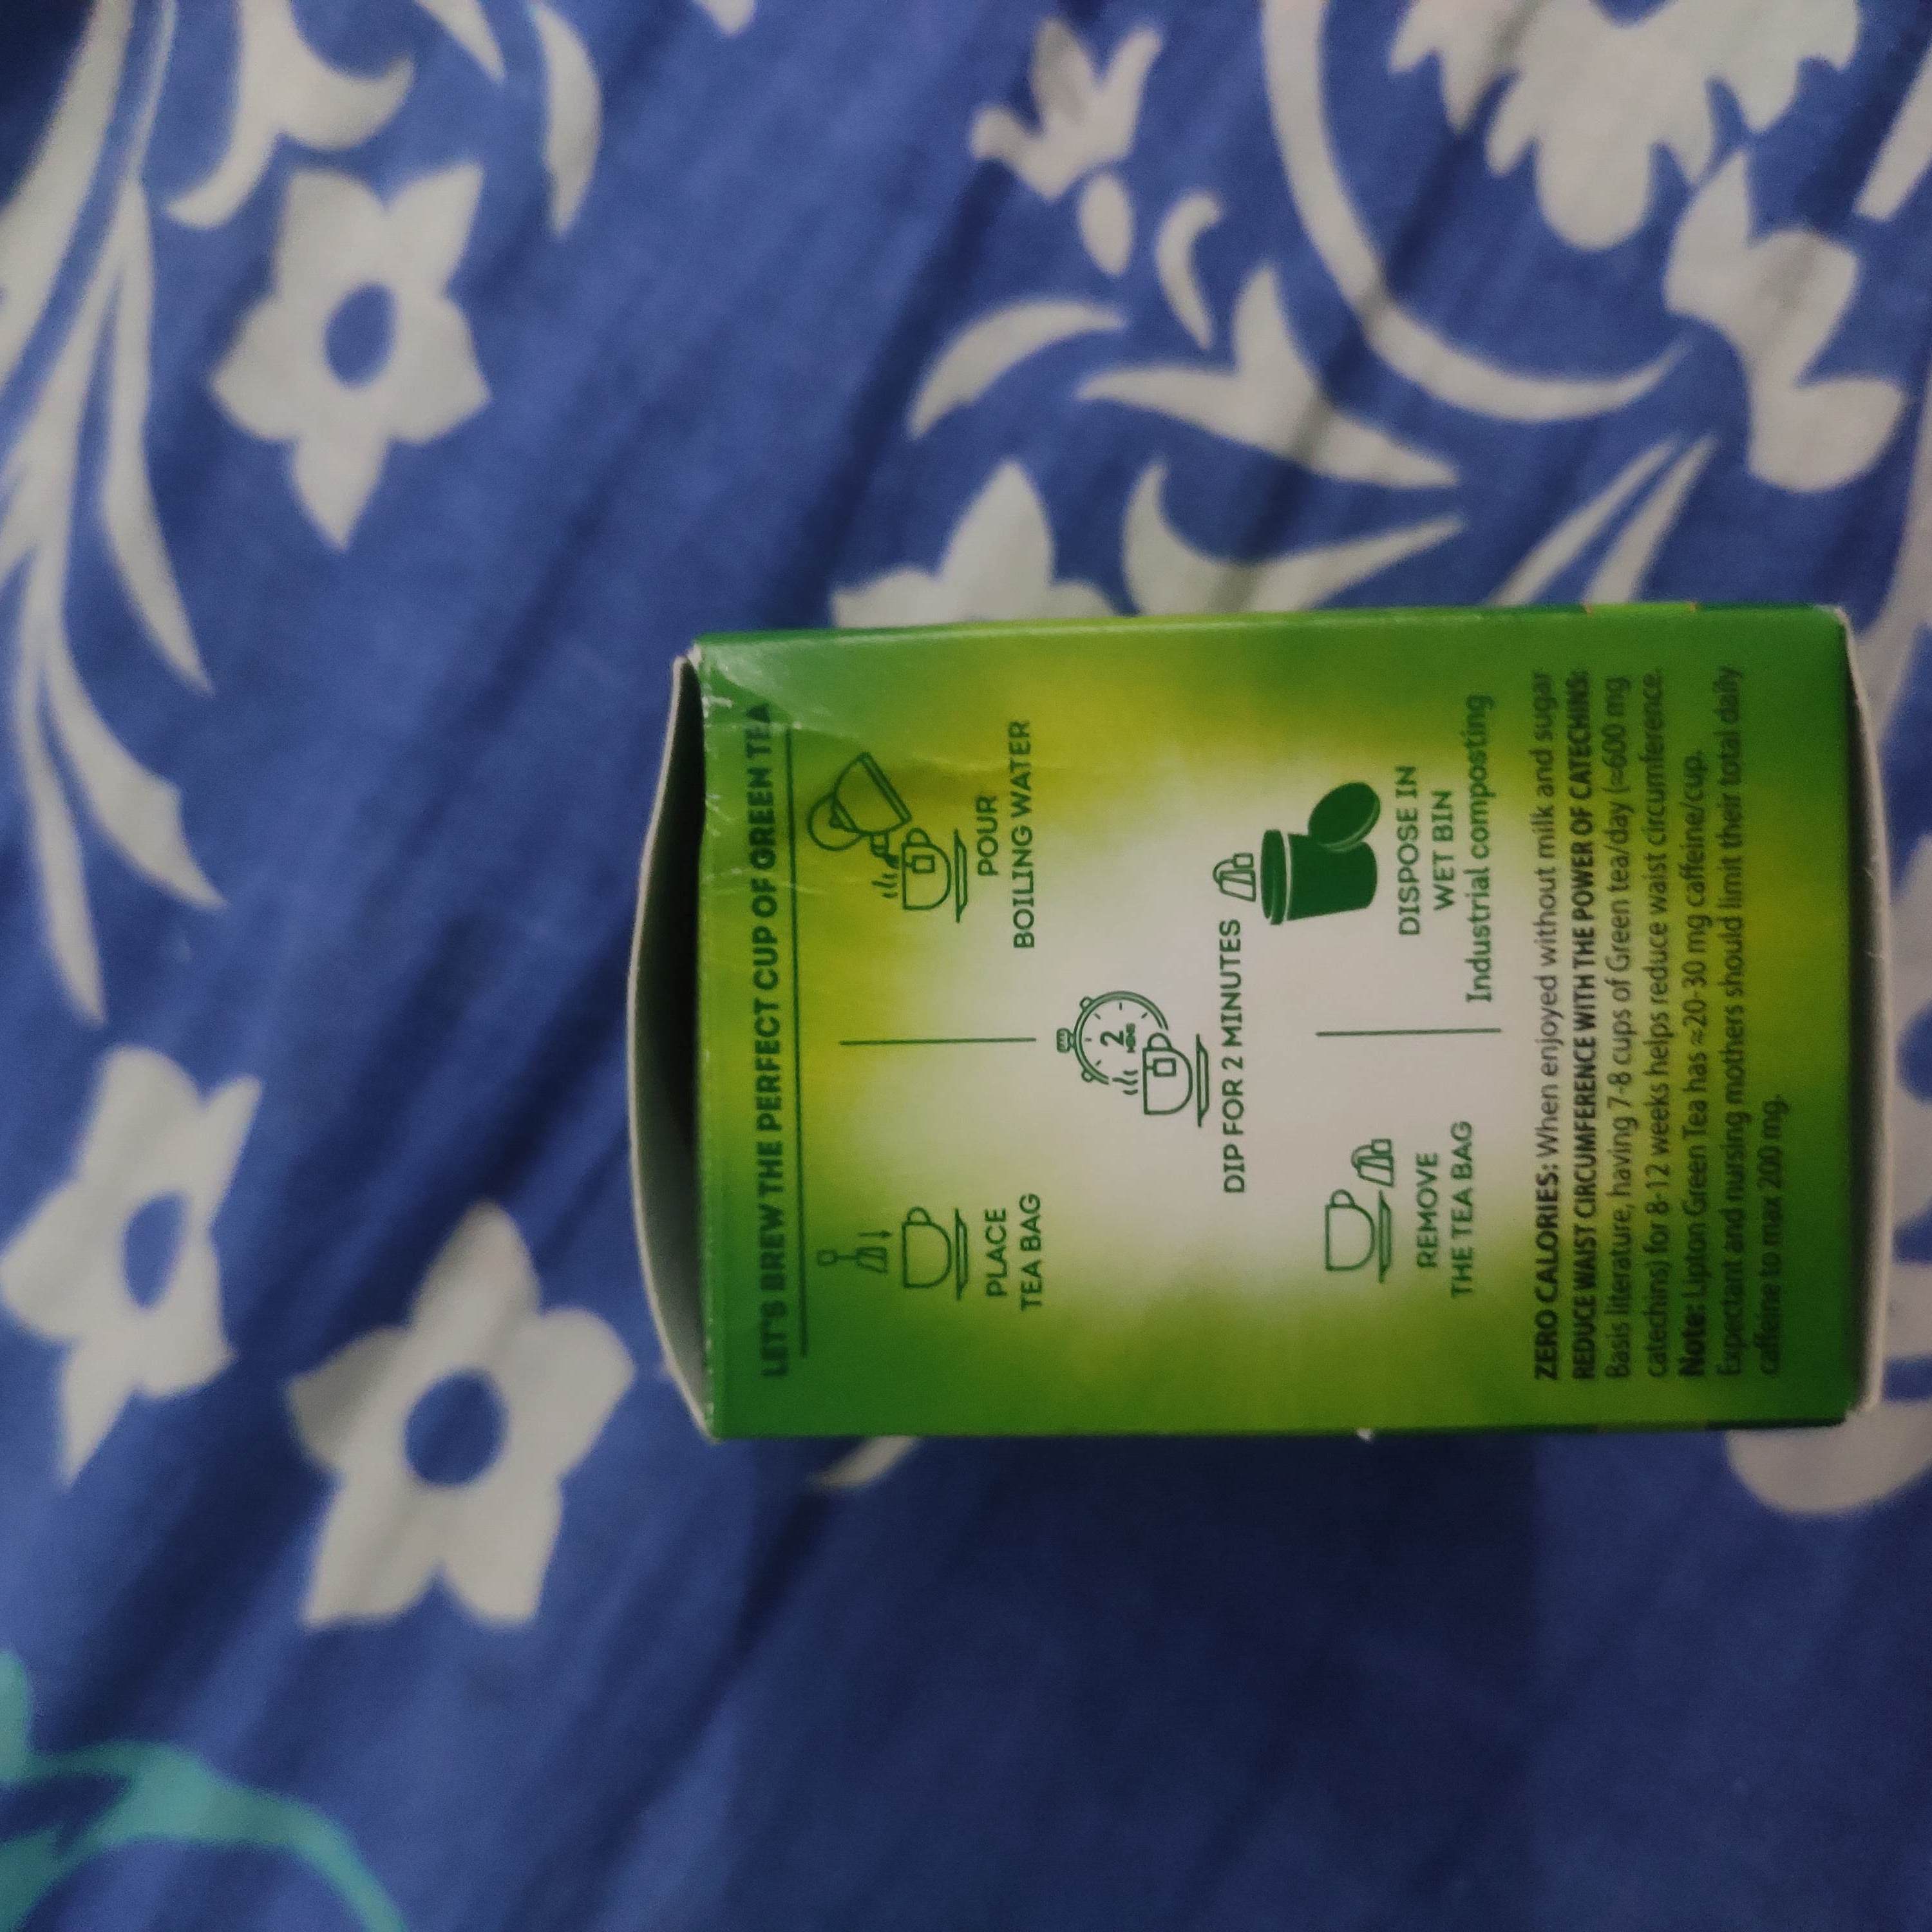 LET'S BREW THE PERFECT CUP OF GREEN TEA
PLACE
TEA BAG
POUR
BOILING WATER
2
MINS
DIP FOR 2 MINUTES
REMOVE
THE TEA BAG
DISPOSE IN
WET BIN
Industrial composting
ZERO CALORIES: When enjoyed without milk and sugar
REDUCE WAIST CIRCUMFERENCE WITH THE POWER OF CATECHINS:
Basis literature, having 7-8 cups of Green tea/day (≈600 mg
catechins) for 8-12 weeks helps reduce waist circumference.
Note: Lipton Green Tea has ≈20-30 mg caffeine/cup.
Expectant and nursing mothers should limit their total daily
caffeine to max 200 mg.